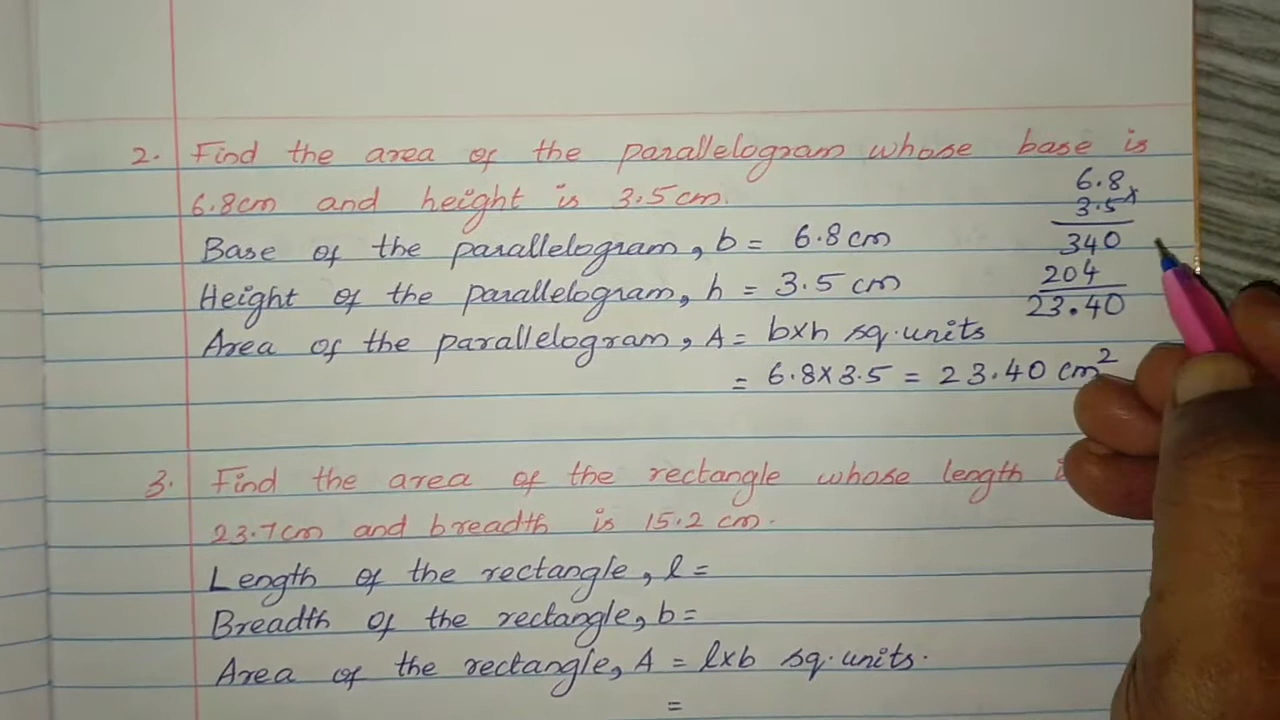 2. Find the area of the parallelogram whose base is
6.8cm and height is 3.5cm.
6.8 x
3.5
340
204
23.40
Base of the parallelogram, b = 6.8 cm
Height of the parallelogram, h = 3.5 cm
Area of the parallelogram, A = b×h sq. units
= 6.8×3.5 = 23.40 cm²
3. Find the area of the rectangle whose length
23.7cm and breadth is 15.2 cm.
Length of the rectangle, l =
Breadth of the rectangle, b =
Area of the rectangle, A = l×b sq. units.
=